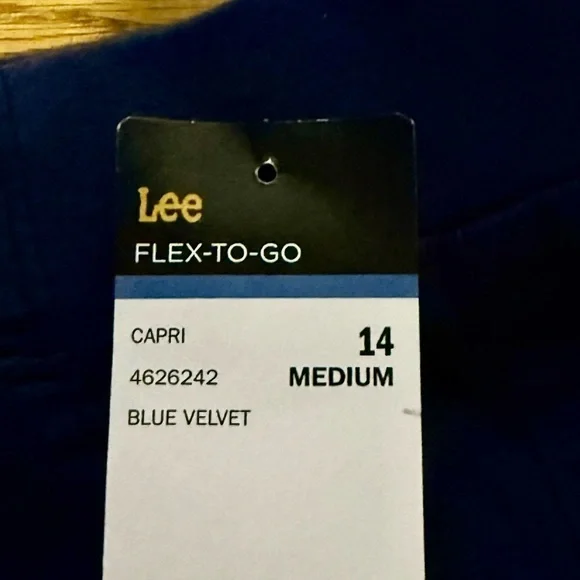 Lee
FLEX-TO-GO
CAPRI
14
4626242
MEDIUM
BLUE VELVET